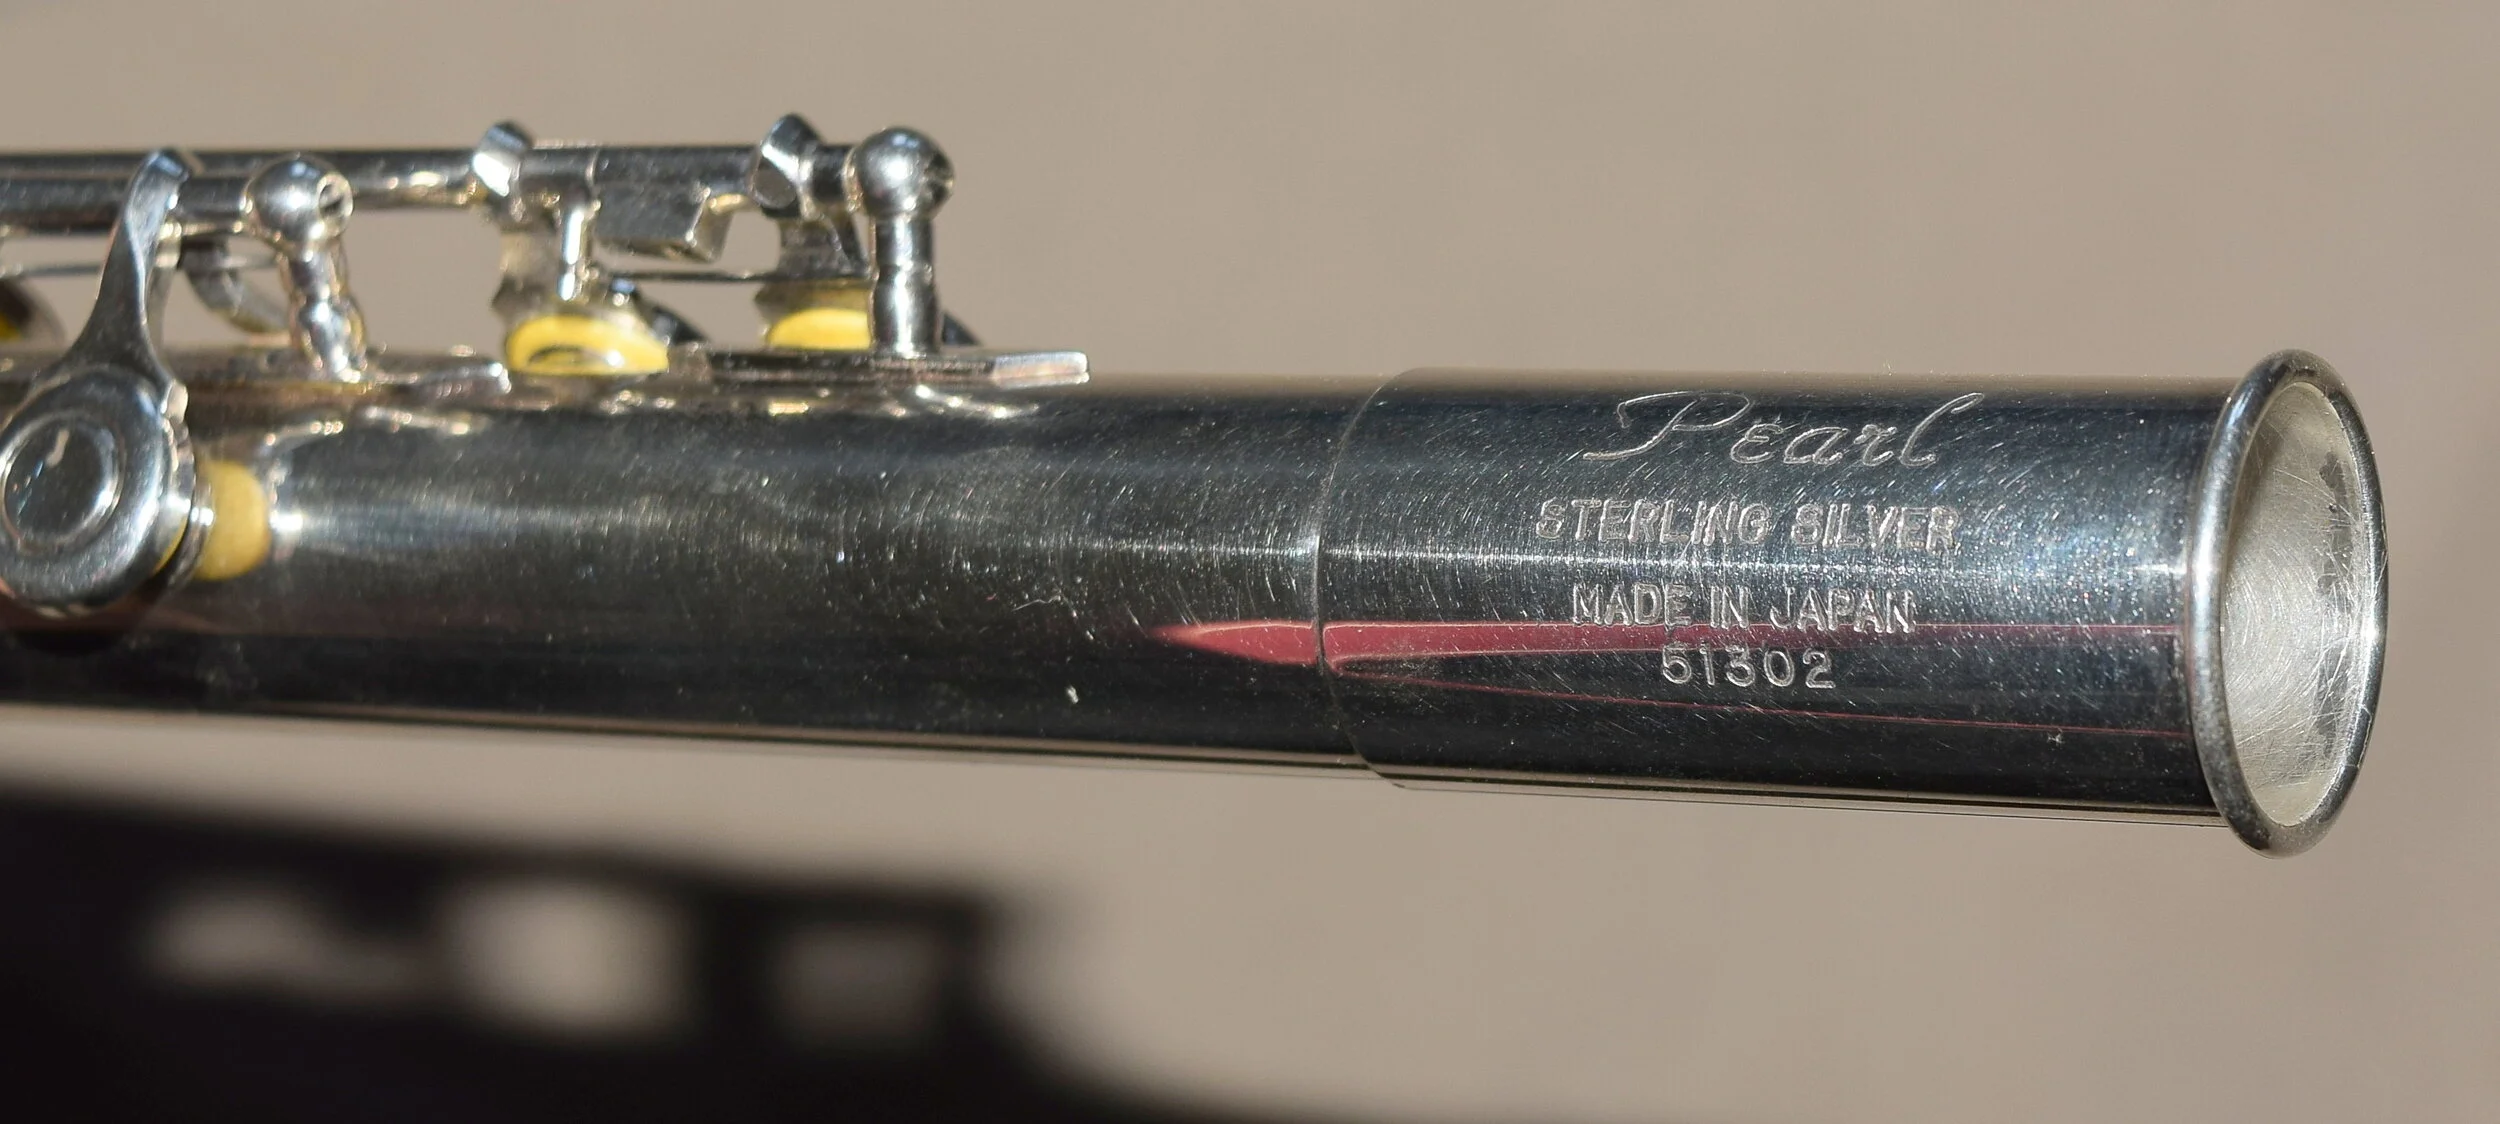 Pearl
STERLING SILVER
MADE IN JAPAN
51302